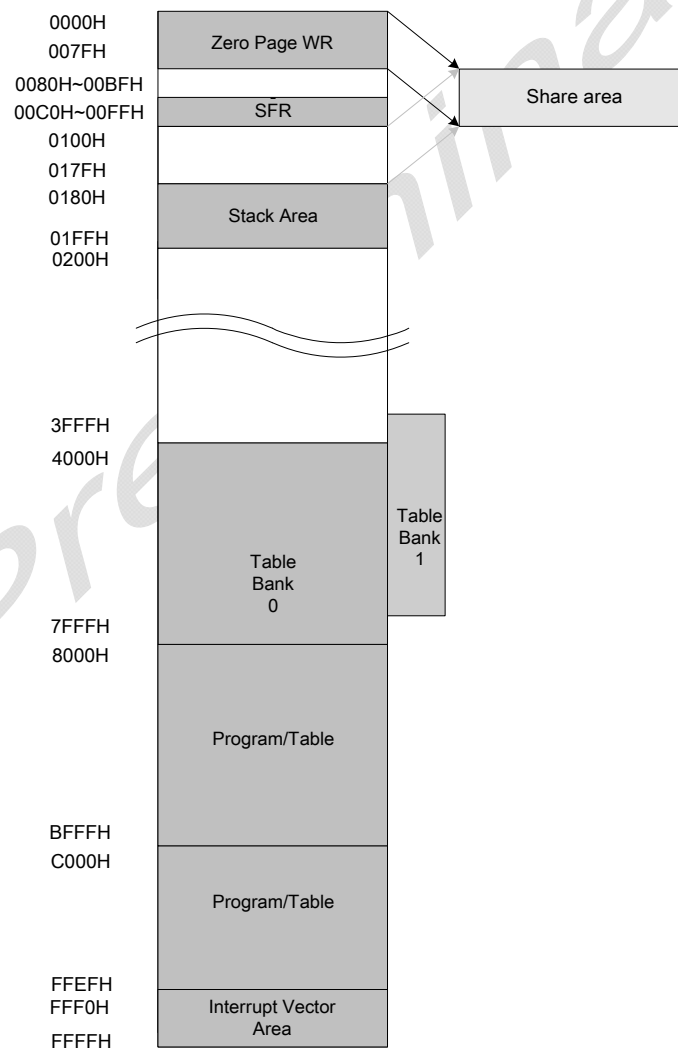 0000H
Zero Page WR
007FH
0080H~00BFH
Share area
00C0H~00FFH
SFR
0100H
017FH
0180H
Stack Area
01FFH
0200H
3FFFH
4000H
Table
Bank
1
Table
Bank
0
7FFFH
8000H
Program/Table
BFFFH
C000H
Program/Table
FFEFH
FFF0H
Interrupt Vector
Area
FFFFH